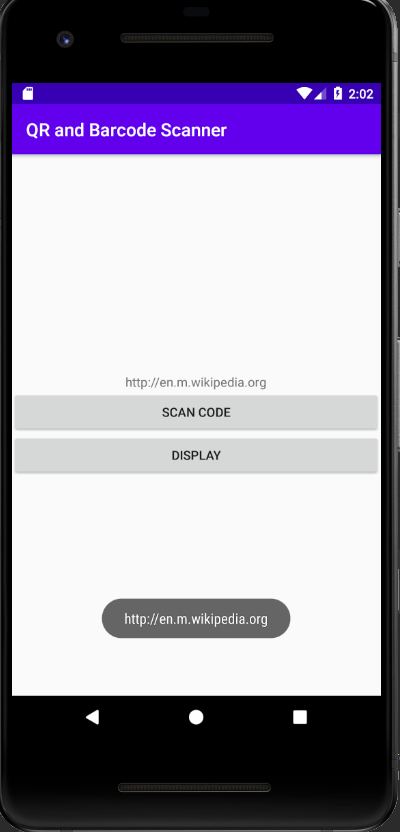 2:02
QR and Barcode Scanner
http://en.m.wikipedia.org
SCAN CODE
DISPLAY
http://en.m.wikipedia.org